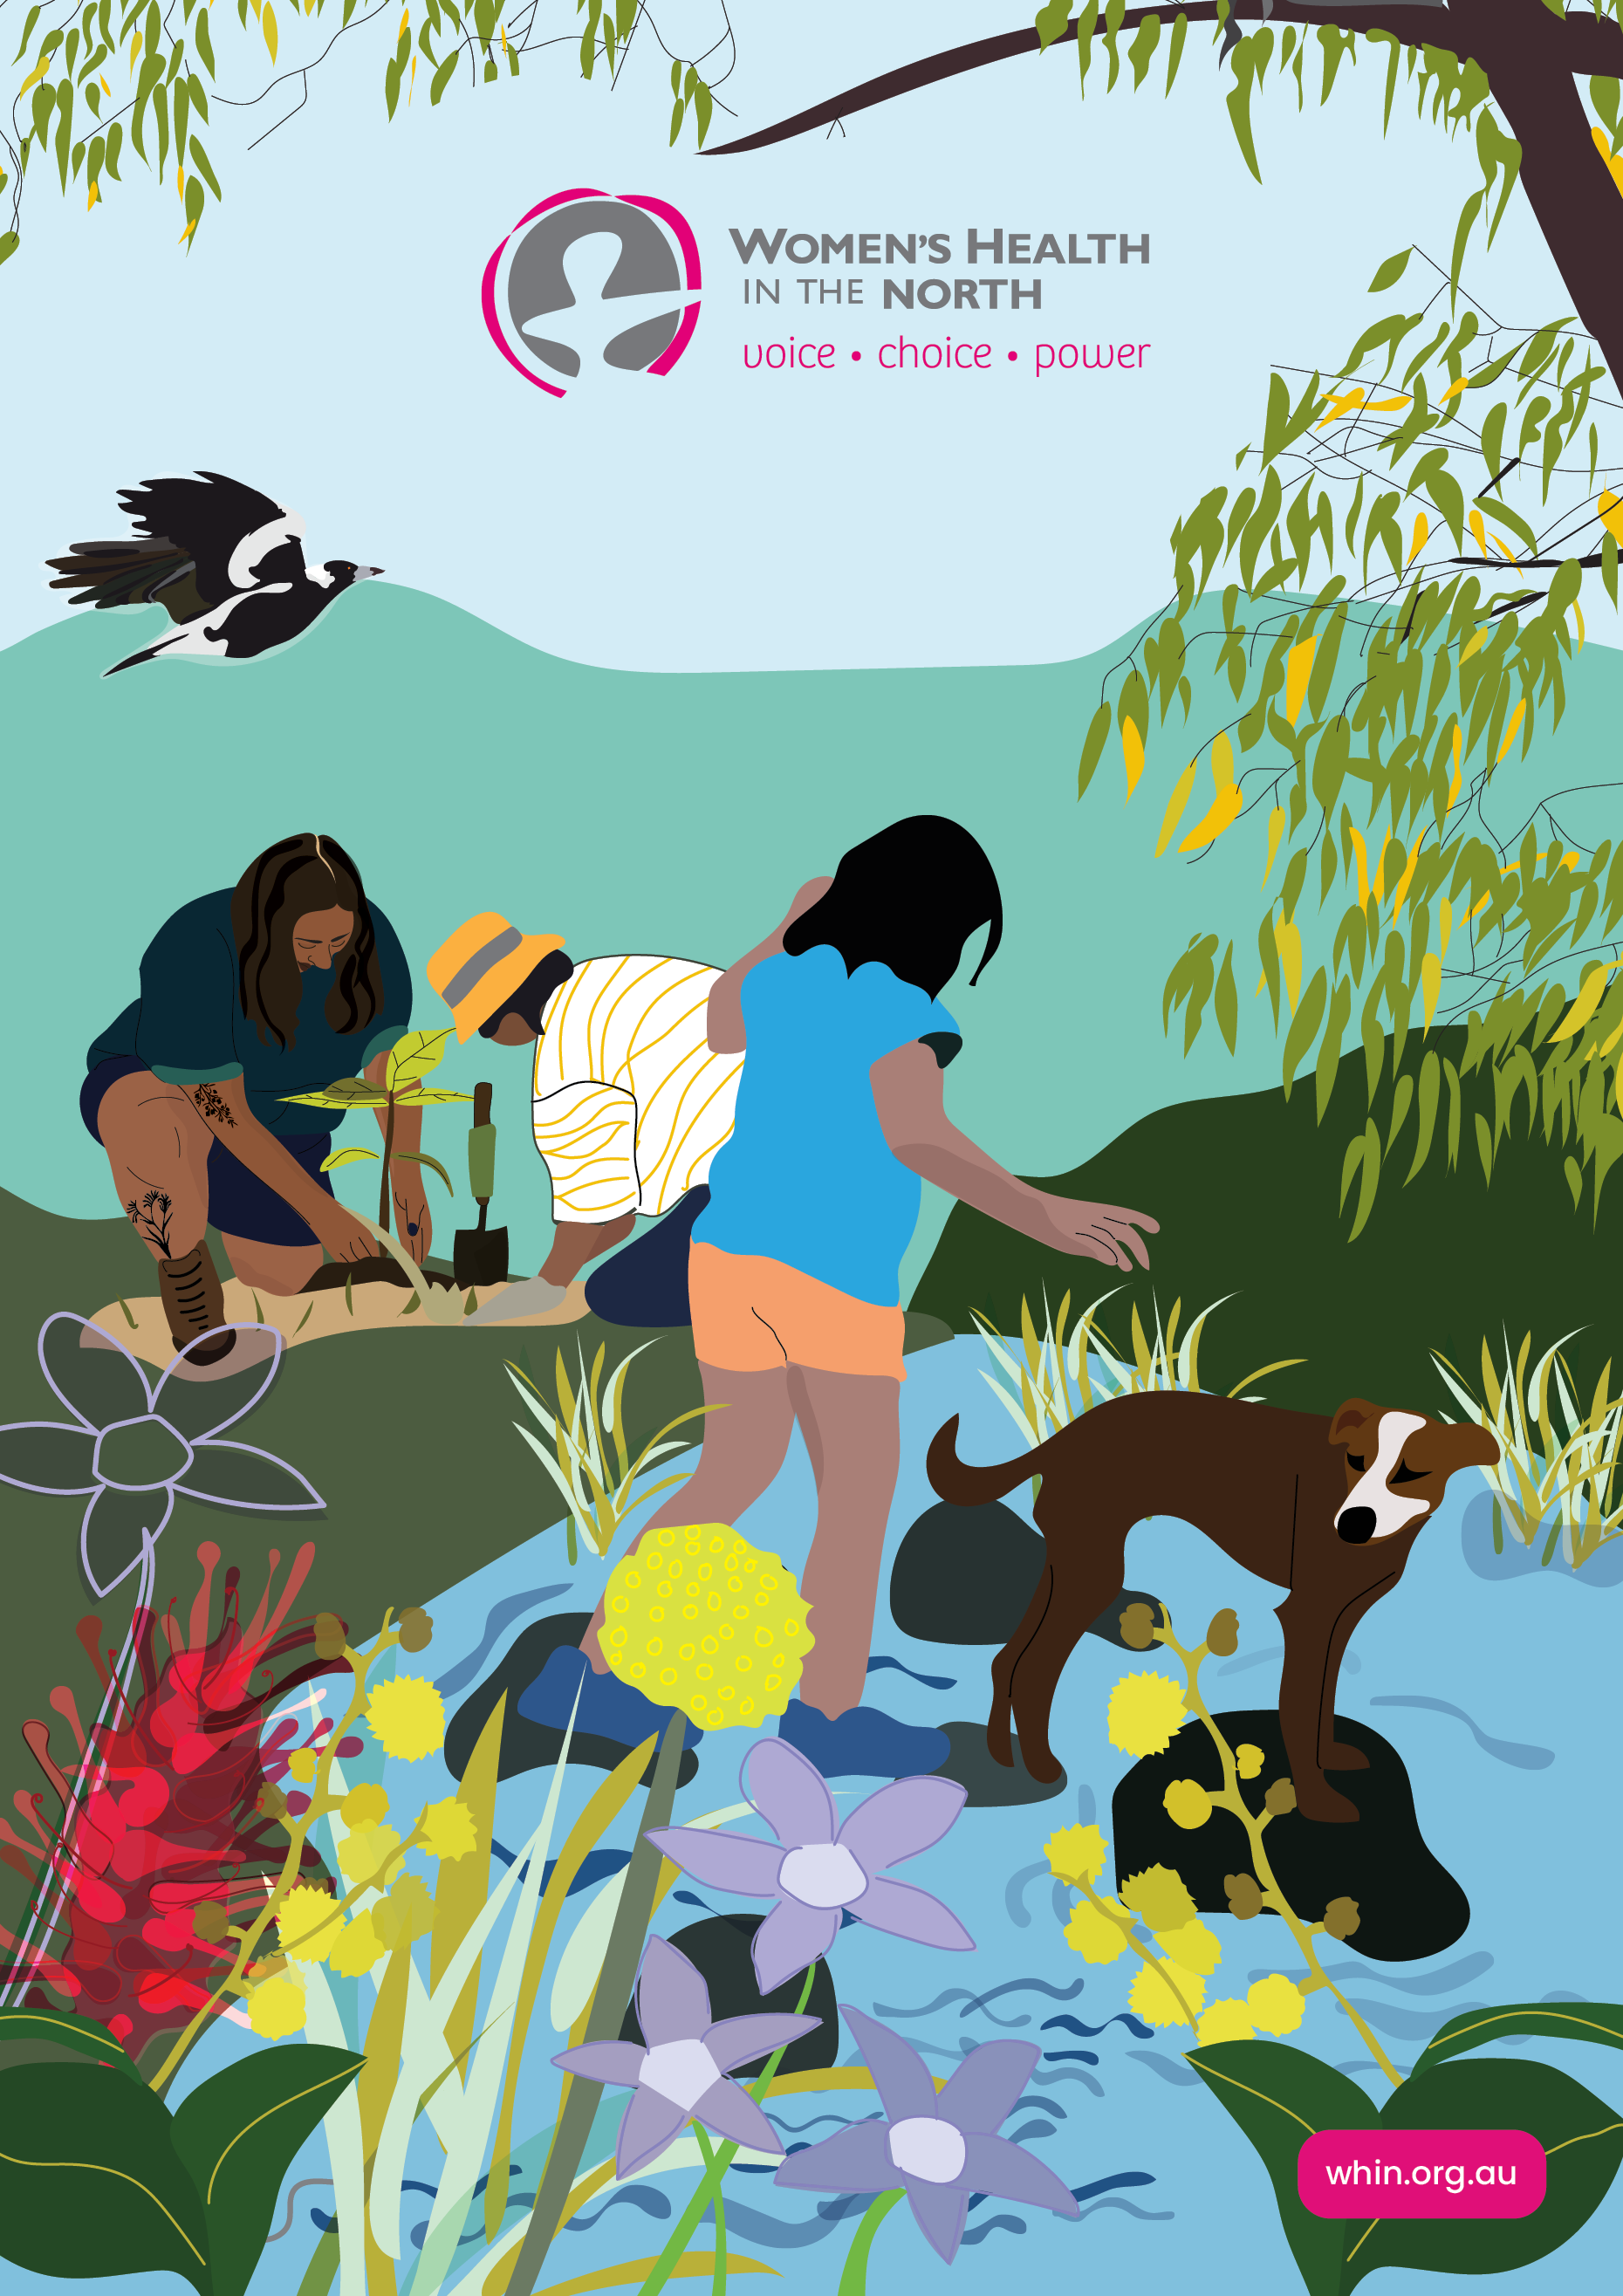 WOMEN'S HEALTH
IN THE NORTH
voice • choice • power
whin.org.au